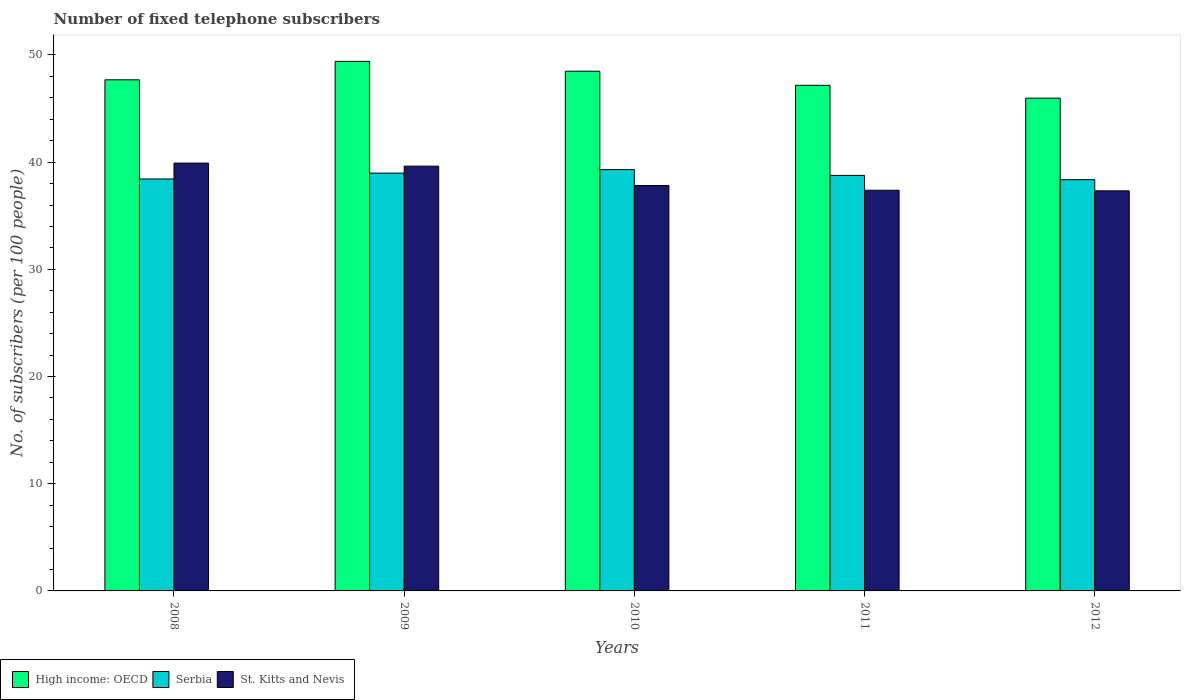 Number of fixed telephone subscribers
No. of subscribers (per 100 people)
50
40
30
20
10
0
2008
2009
2010
2011
2012
Years
High income: OECD
Serbia
St. Kitts and Nevis